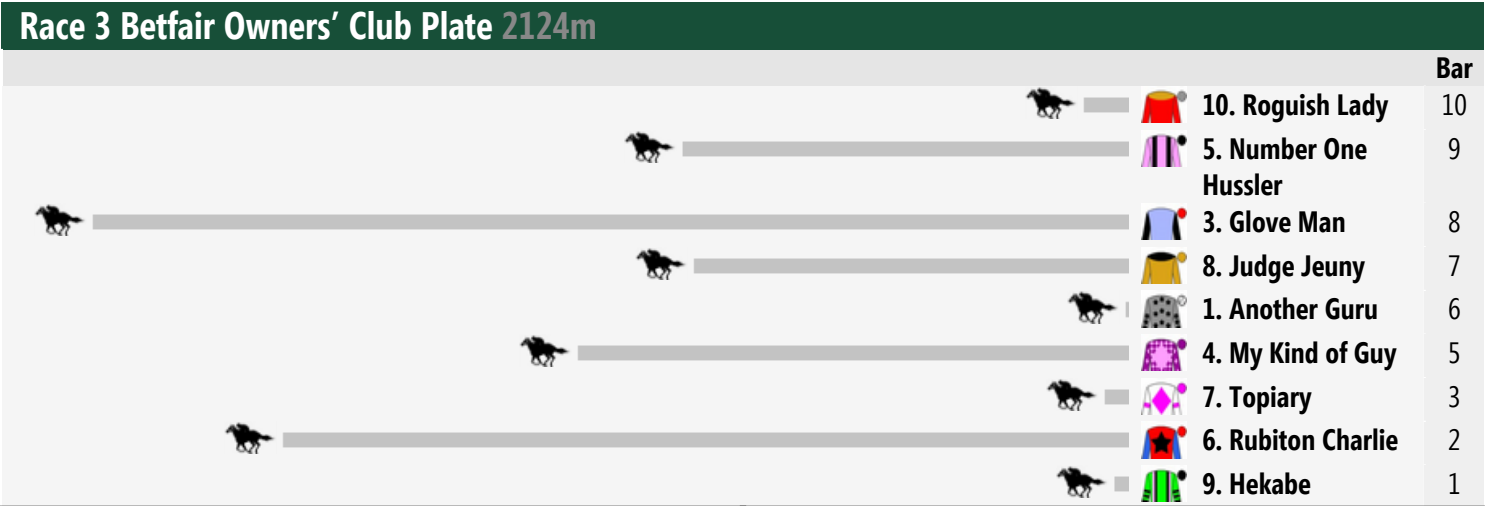 Race 3 Betfair Owners’ Club Plate 2124m
Bar
10. Roguish Lady 10
5. Number One 9
Hussler
3. Glove Man 8
8. Judge Jeuny 7
1. Another Guru 6
4. My Kind of Guy 5
7. Topiary 3
6. Rubiton Charlie 2
9. Hekabe 1